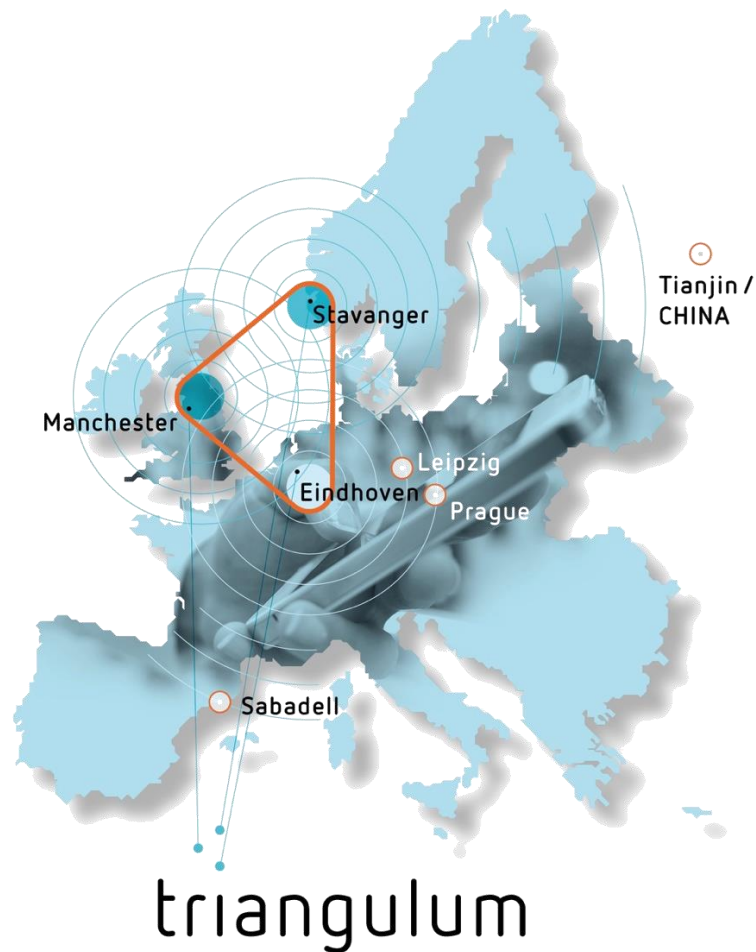 Tianjin /
CHINA
Stavanger
Manchester
Leipzig
Eindhoven
Prague
Sabadell
triangulum